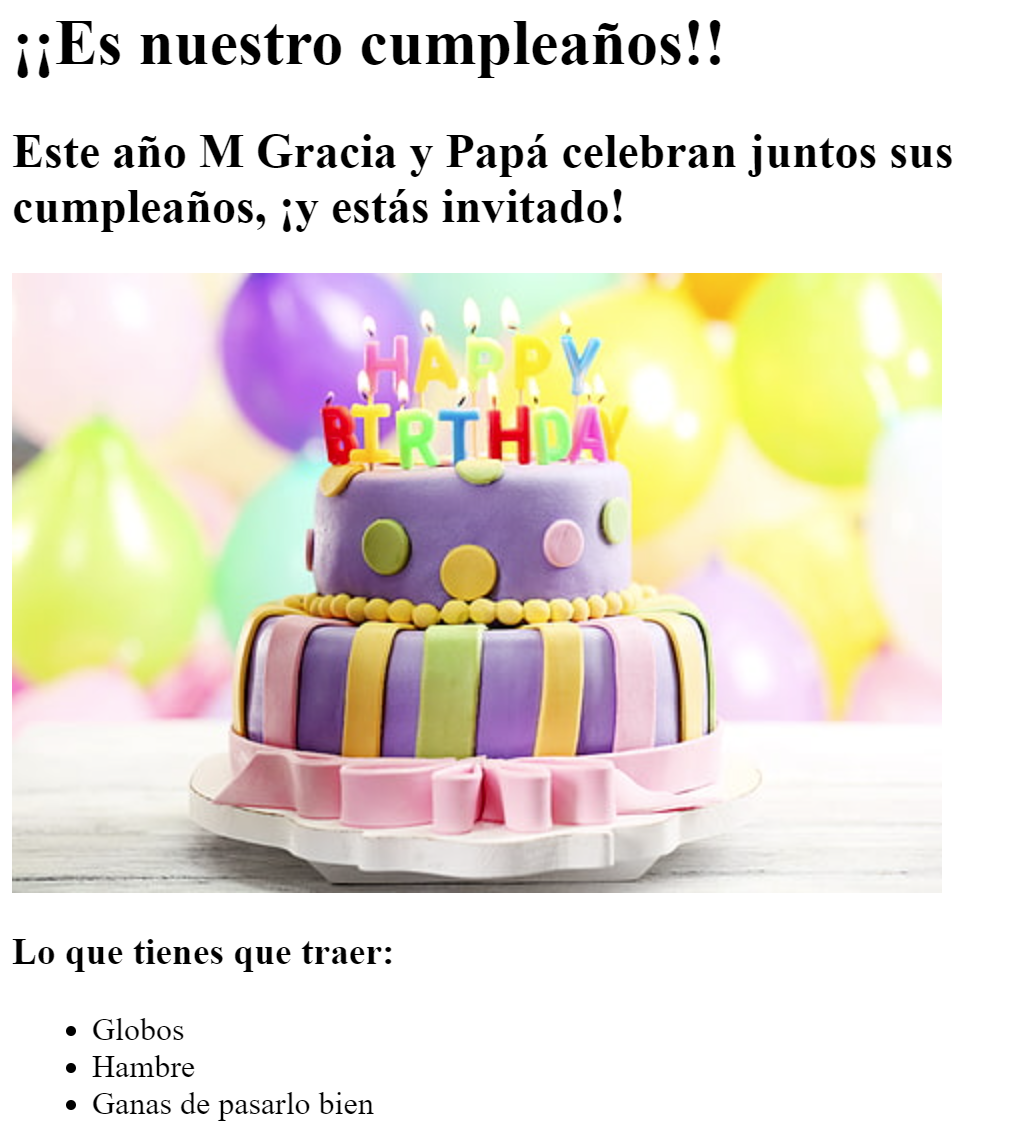 ¡¡Es nuestro cumpleaños!!
Este año M Gracia y Papá celebran juntos sus
cumpleaños, ¡y estás invitado!
HAPPY
BIRTHDAY
Lo que tienes que traer:
Globos
Hambre
Ganas de pasarlo bien